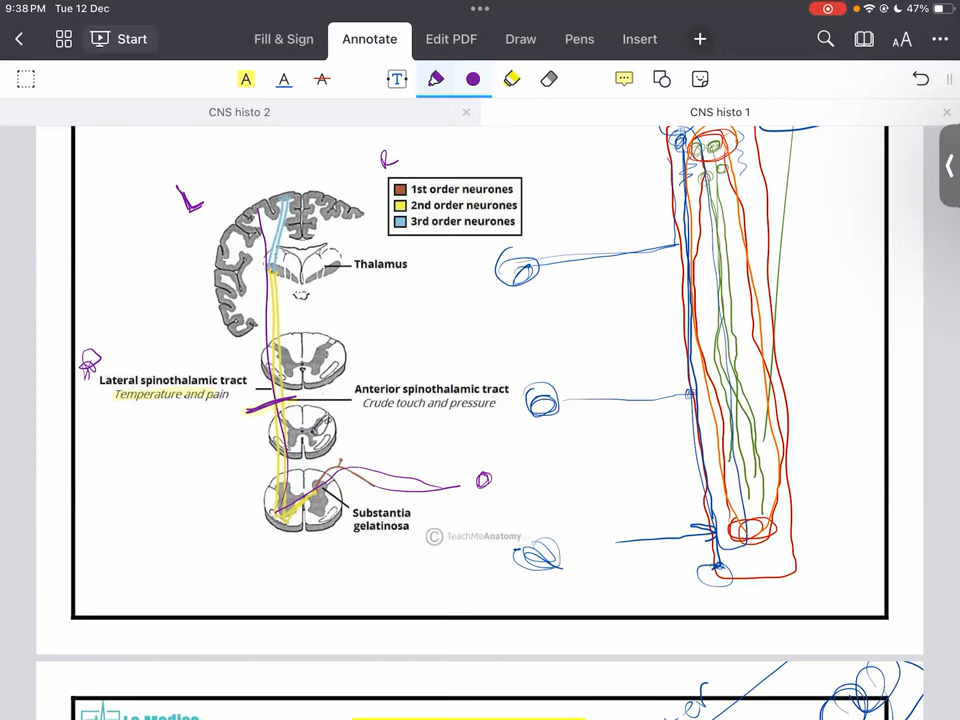 9:38 PM Tue 12 Dec
47%
Start
Fill & Sign
Annotate
Edit PDF
Draw
Pens
Insert
CNS histo 2
CNS histo 1
L
R
1st order neurones
2nd order neurones
3rd order neurones
Thalamus
Lateral spinothalamic tract
Temperature and pain
Anterior spinothalamic tract
Crude touch and pressure
Substantia
gelatinosa
© TeachMeAnatomy
La Medica